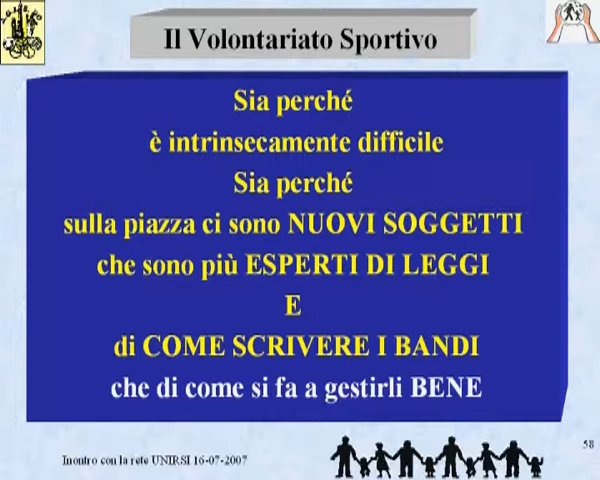 Il Volontariato Sportivo
Sia perché
è intrinsecamente difficile
Sia perché
sulla piazza ci sono NUOVI SOGGETTI
che sono più ESPERTI DI LEGGI
E
di COME SCRIVERE I BANDI
che di come si fa a gestirli BENE
58
Inontro con la rete UNIRSI 16-07-2007